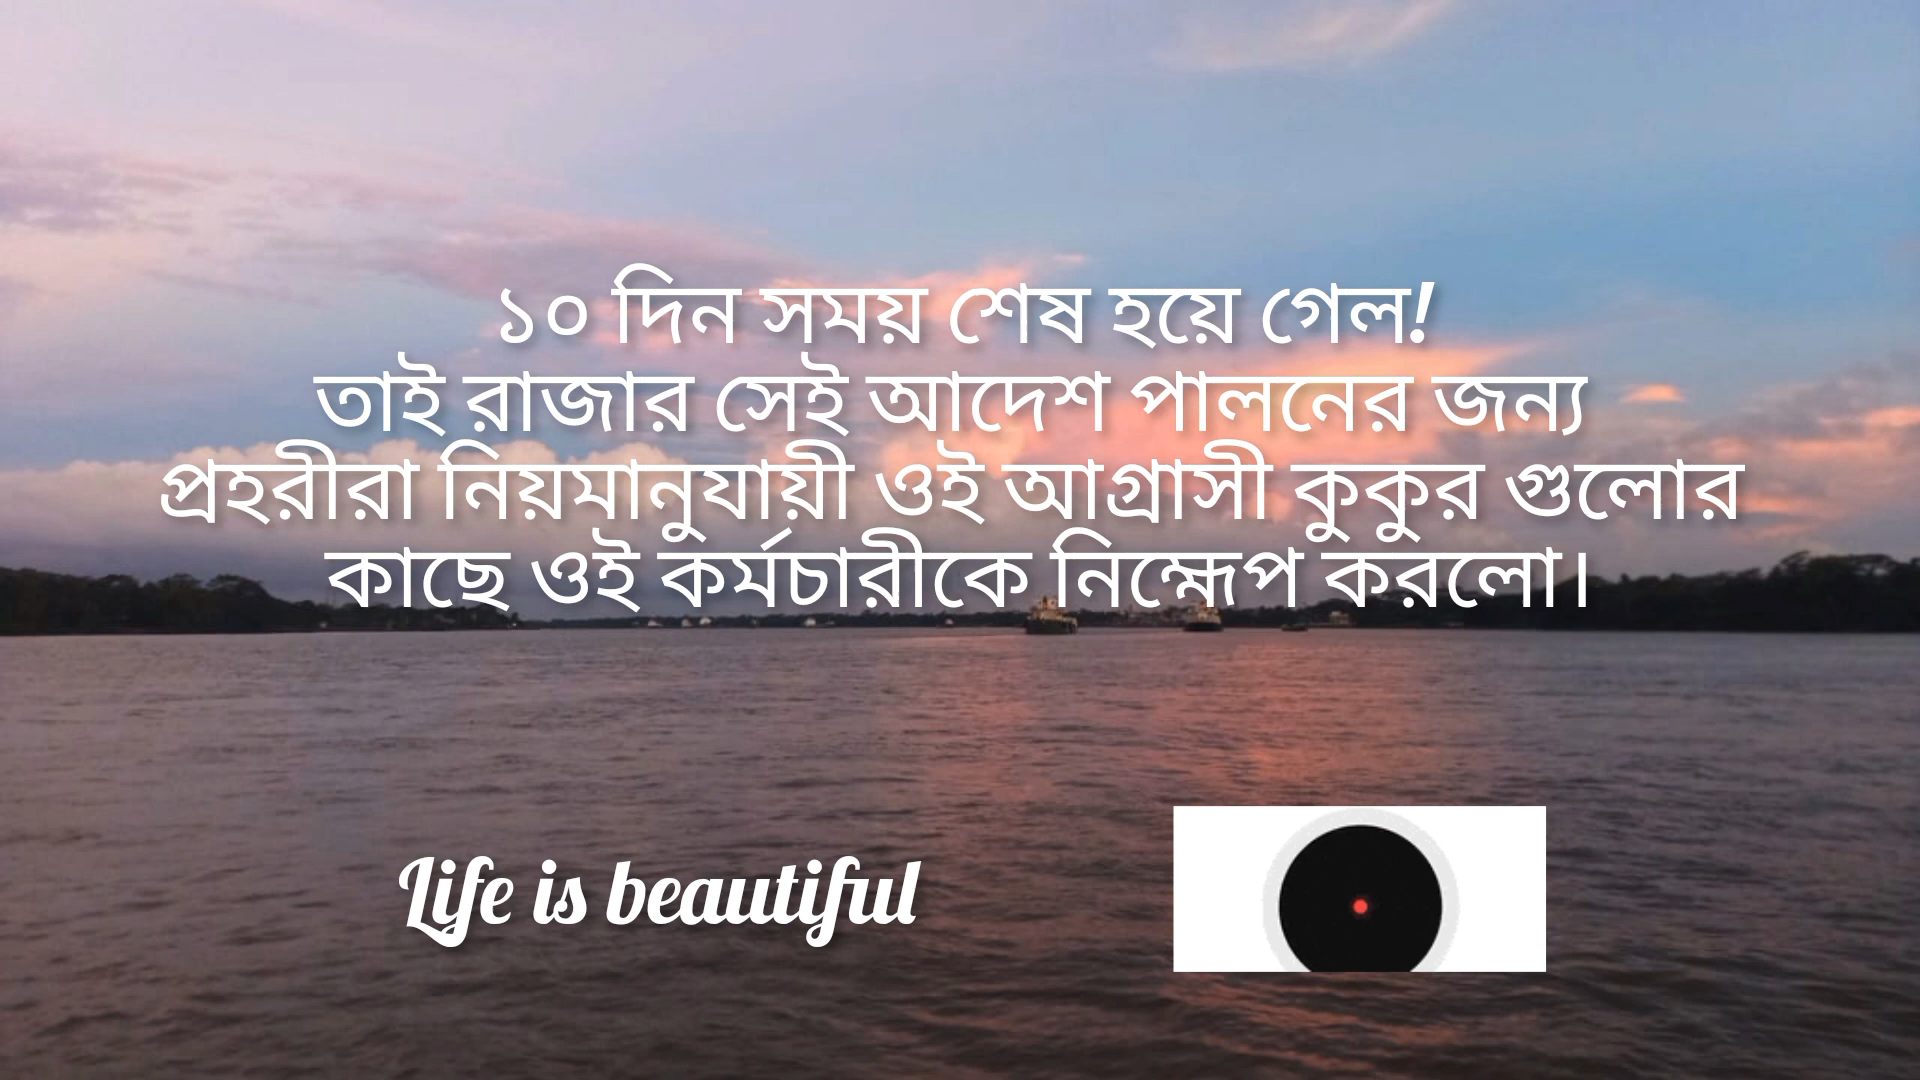 ১০ দিন সময় শেষ হয়ে গেল!
তাই রাজার সেই আদেশ পালনের জন্য
প্রহরীরা নিয়মানুযায়ী ওই আগ্রাসী কুকুর গুলোর
কাছে ওই কর্মচারীকে নিক্ষেপ করলো।
Life is beautiful